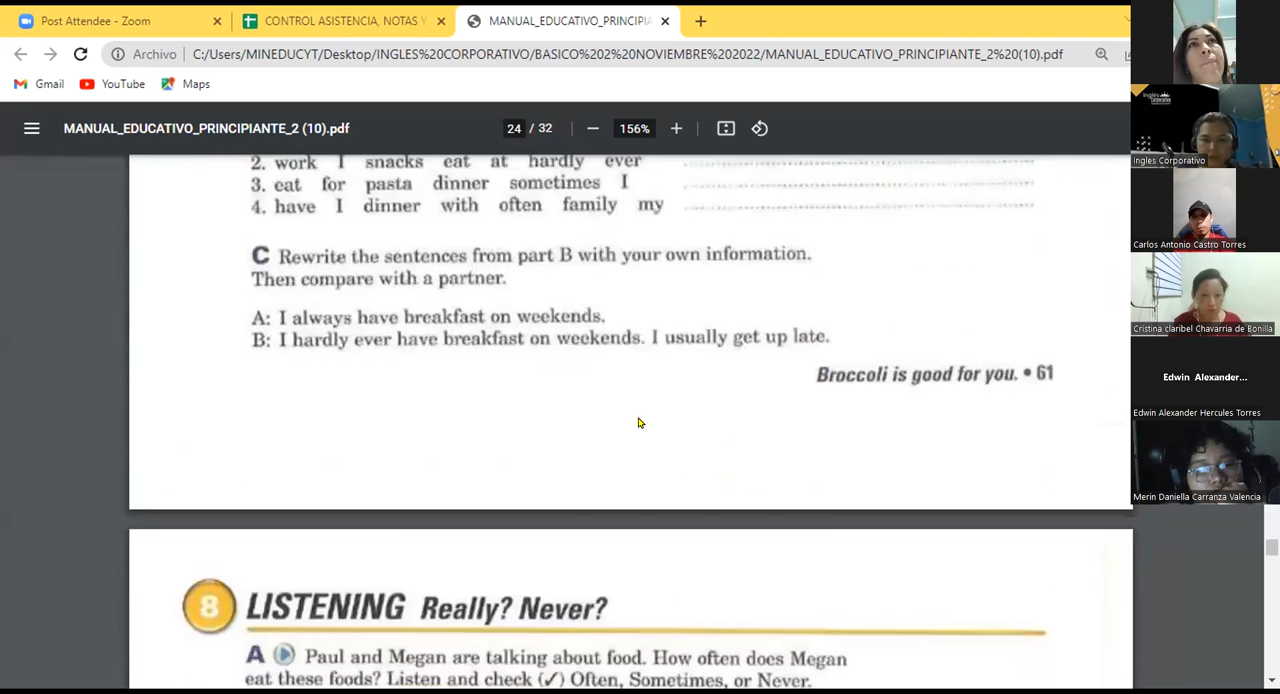 Post Attendee - Zoom
CONTROL ASISTENCIA, NOTAS Y
MANUAL_EDUCATIVO_PRINCIPIA
Archivo
C:/Users/MINEDUCYT/Desktop/INGLES%20CORPORATIVO/BASICO%202%20NOVIEMBRE%202022/MANUAL_EDUCATIVO_PRINCIPIANTE_2%20(10).pdf
Gmail
YouTube
Maps
MANUAL_EDUCATIVO_PRINCIPIANTE_2 (10).pdf
24 / 32
156%
2. work I snacks eat at hardly ever
3. eat for pasta dinner sometimes I
4. have I dinner with often family my
C Rewrite the sentences from part B with your own information.
Then compare with a partner.
A: I always have breakfast on weekends.
B: I hardly ever have breakfast on weekends. I usually get up late.
Broccoli is good for you. • 61
8 LISTENING Really? Never?
A Paul and Megan are talking about food. How often does Megan
eat these foods? Listen and check (✓) Often, Sometimes, or Never.
Inglés
Corporativo
Ingles Corporativo
Carlos Antonio Castro Torres
Cristina claribel Chavarria de Bonilla
Edwin Alexander...
Edwin Alexander Hercules Torres
Merin Daniella Carranza Valencia